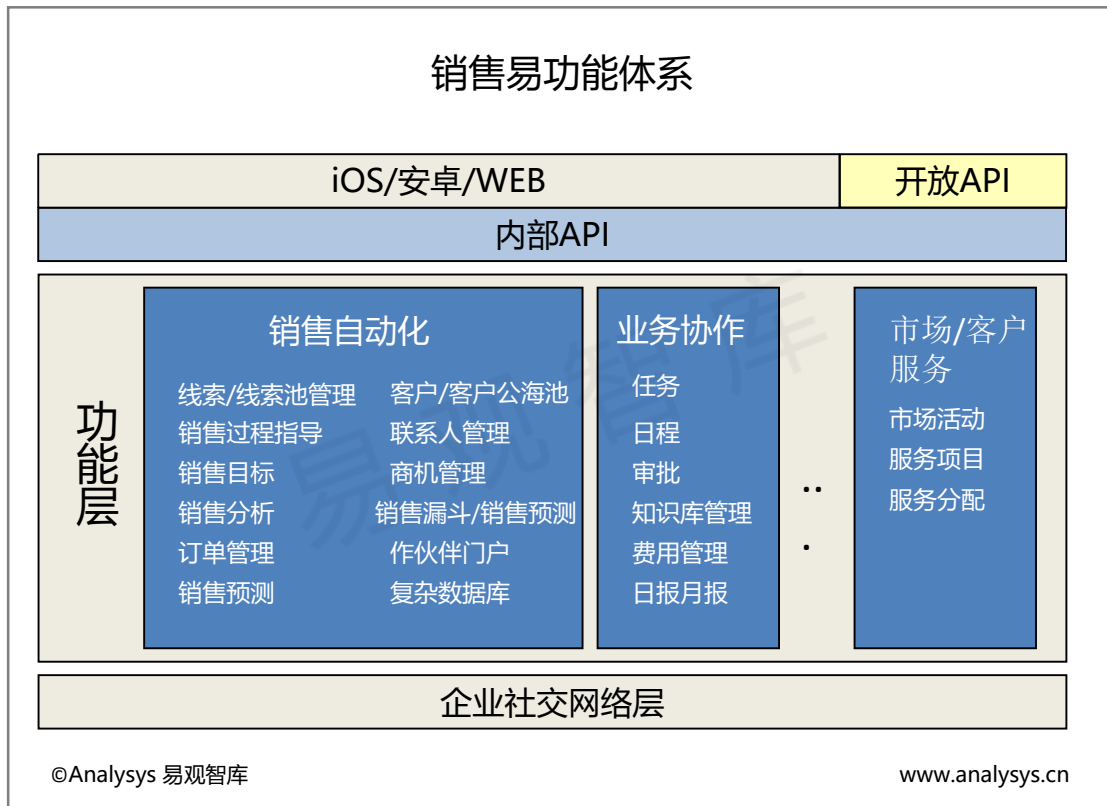 销售易功能体系
iOS/安卓/WEB
开放API
内部API
功能层
销售自动化
线索/线索池管理
销售过程指导
销售目标
销售分析
订单管理
销售预测
客户/客户公海池
联系人管理
商机管理
销售漏斗/销售预测
作伙伴门户
复杂数据库
业务协作
任务
日程
审批
知识库管理
费用管理
日报月报
..
.
市场/客户
服务
市场活动
服务项目
服务分配
企业社交网络层
易观智库
©Analysys 易观智库
www.analysys.cn